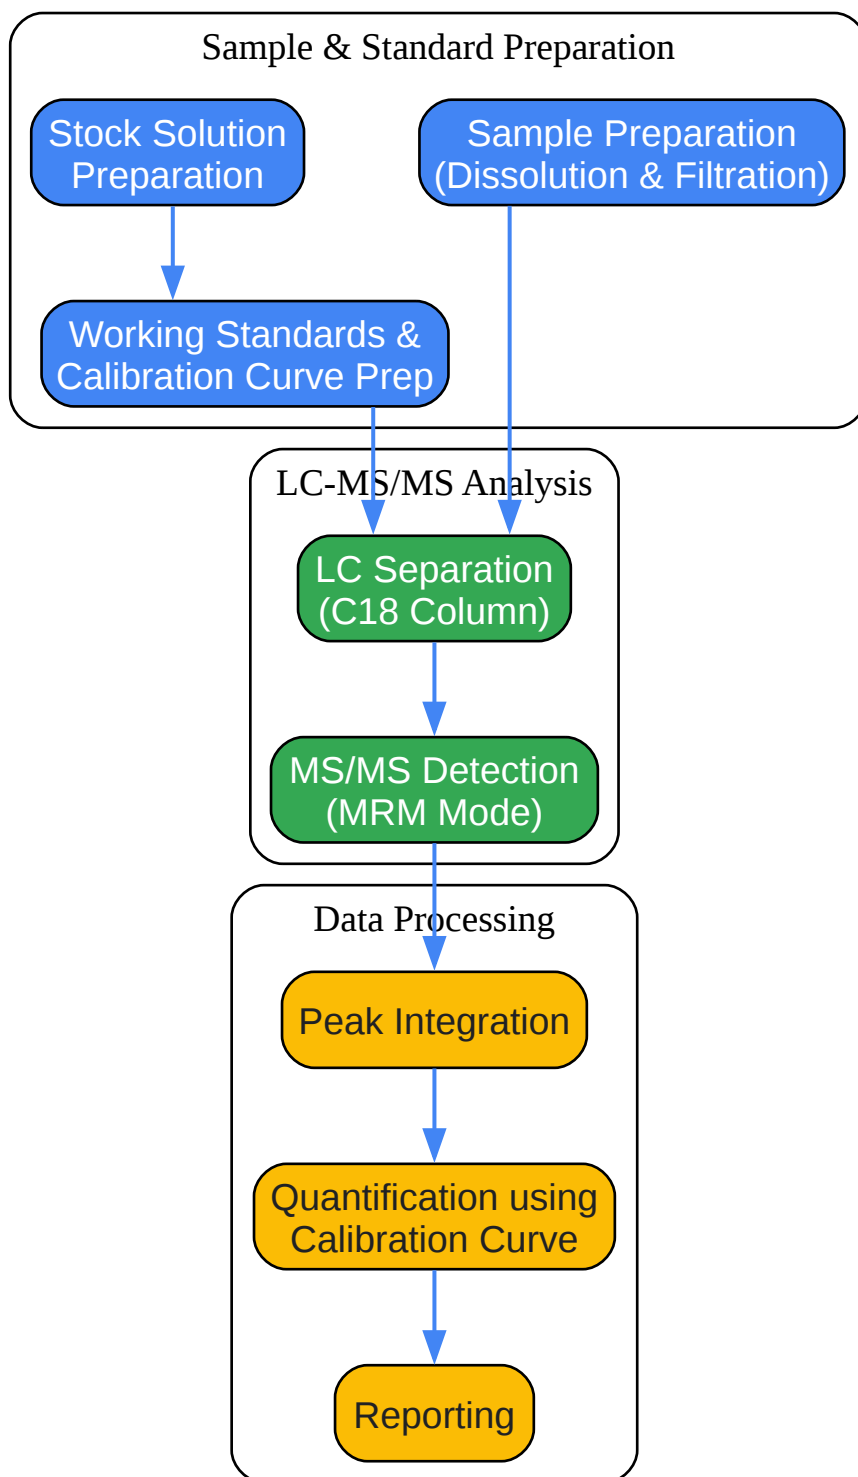 Sample & Standard Preparation
Stock Solution
Preparation
Sample Preparation
(Dissolution & Filtration)
Working Standards &
Calibration Curve Prep
LC-MS/MS Analysis
LC Separation
(C18 Column)
MS/MS Detection
(MRM Mode)
Data Processing
Peak Integration
Quantification using
Calibration Curve
Reporting